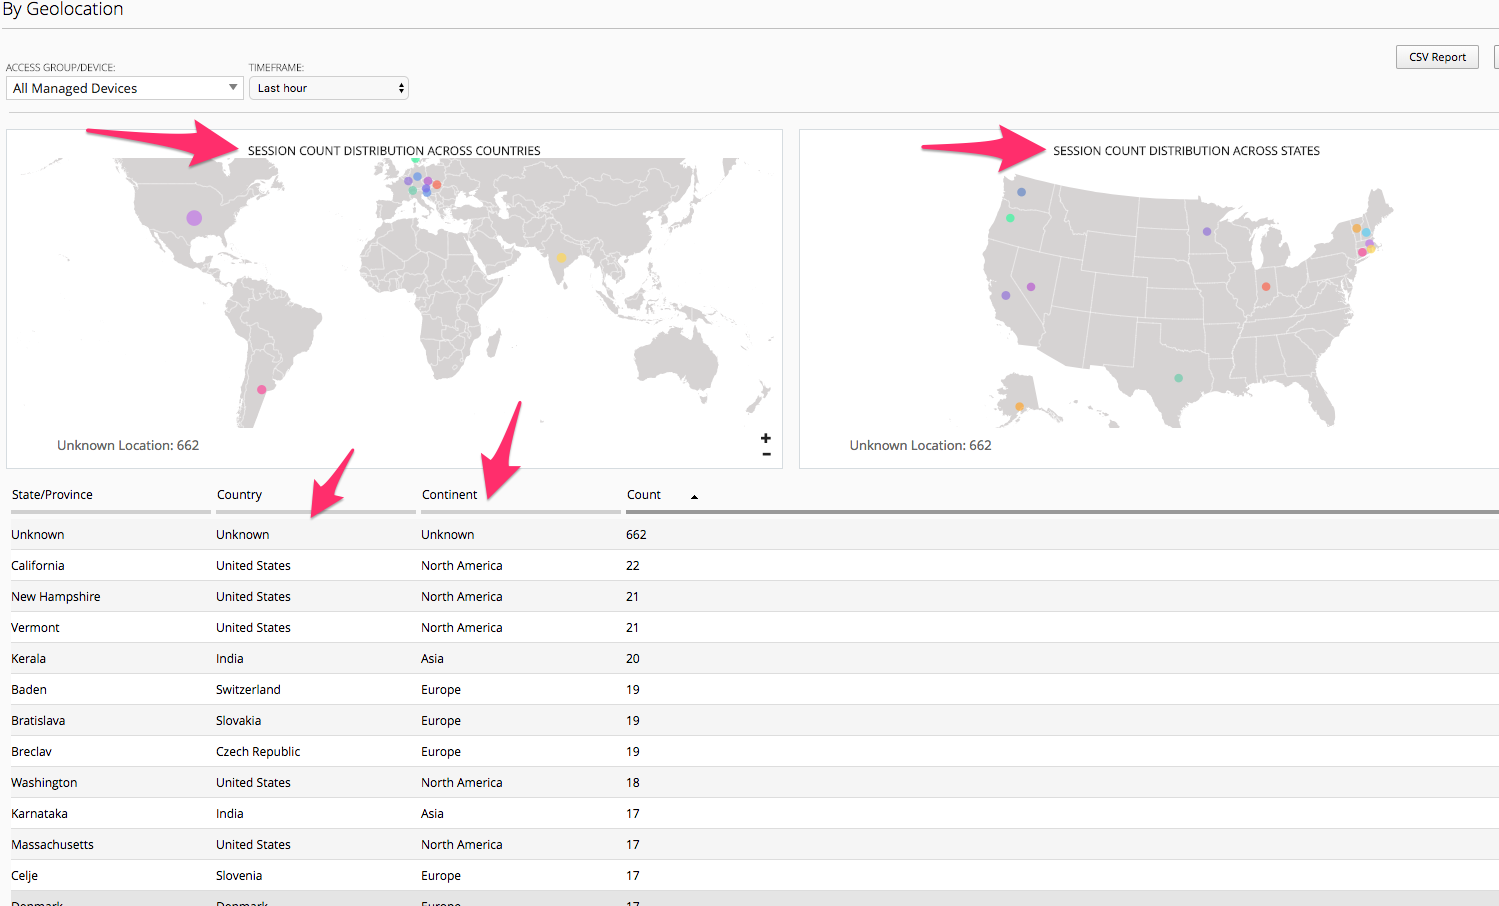 By Geolocation
CSV Report
ACCESS GROUP/DEVICE: TIMEFRAME:
All Managed Devices Last hour
SESSION COUNT DISTRIBUTION ACROSS COUNTRIES
Unknown Location: 662
+
-
SESSION COUNT DISTRIBUTION ACROSS STATES
Unknown Location: 662
State/Province Country Continent Count
Unknown Unknown Unknown 662
California United States North America 22
New Hampshire United States North America 21
Vermont United States North America 21
Kerala India Asia 20
Baden Switzerland Europe 19
Bratislava Slovakia Europe 19
Breclav Czech Republic Europe 19
Washington United States North America 18
Karnataka India Asia 17
Massachusetts United States North America 17
Celje Slovenia Europe 17
Denmark Denmark Europe 17